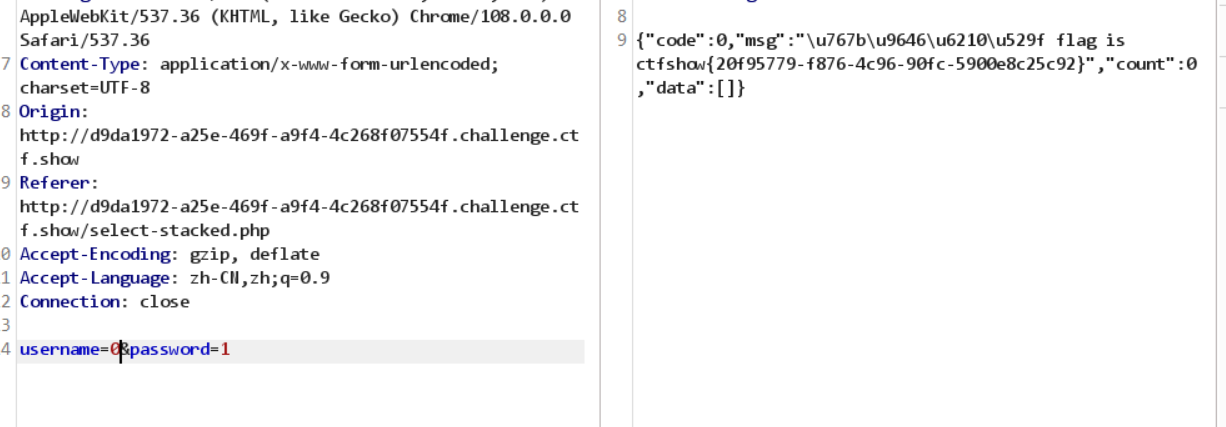 AppleWebKit/537.36 (KHTML, like Gecko) Chrome/108.0.0.0
Safari/537.36
7 Content-Type: application/x-www-form-urlencoded;
charset=UTF-8
8 Origin:
http://d9da1972-a25e-469f-a9f4-4c268f07554f.challenge.ct
f.show
9 Referer:
http://d9da1972-a25e-469f-a9f4-4c268f07554f.challenge.ct
f.show/select-stacked.php
0 Accept-Encoding: gzip, deflate
1 Accept-Language: zh-CN,zh;q=0.9
2 Connection: close
3
4 username=0&password=1
8
9 {"code":0,"msg":"\u767b\u9646\u6210\u529f flag is
ctfshow{20f95779-f876-4c96-90fc-5900e8c25c92}","count":0
,"data":[]}